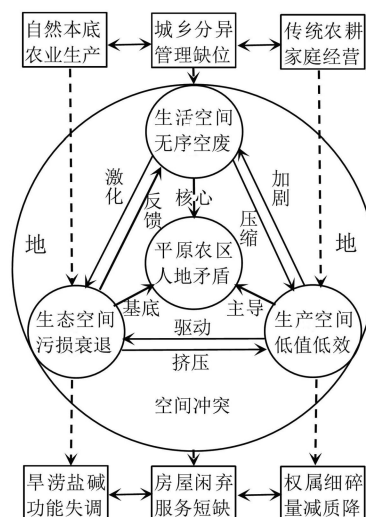 自然本底
农业生产
城乡分异
管理缺位
传统农耕
家庭经营
生活空间
无序空废
激化
反馈
核心
压缩
加剧
地
地
平原农区
人地矛盾
生态空间
污损衰退
基底
主导
生产空间
低值低效
驱动
挤压
空间冲突
旱涝盐碱
功能失调
房屋闲弃
服务短缺
权属细碎
量减质降